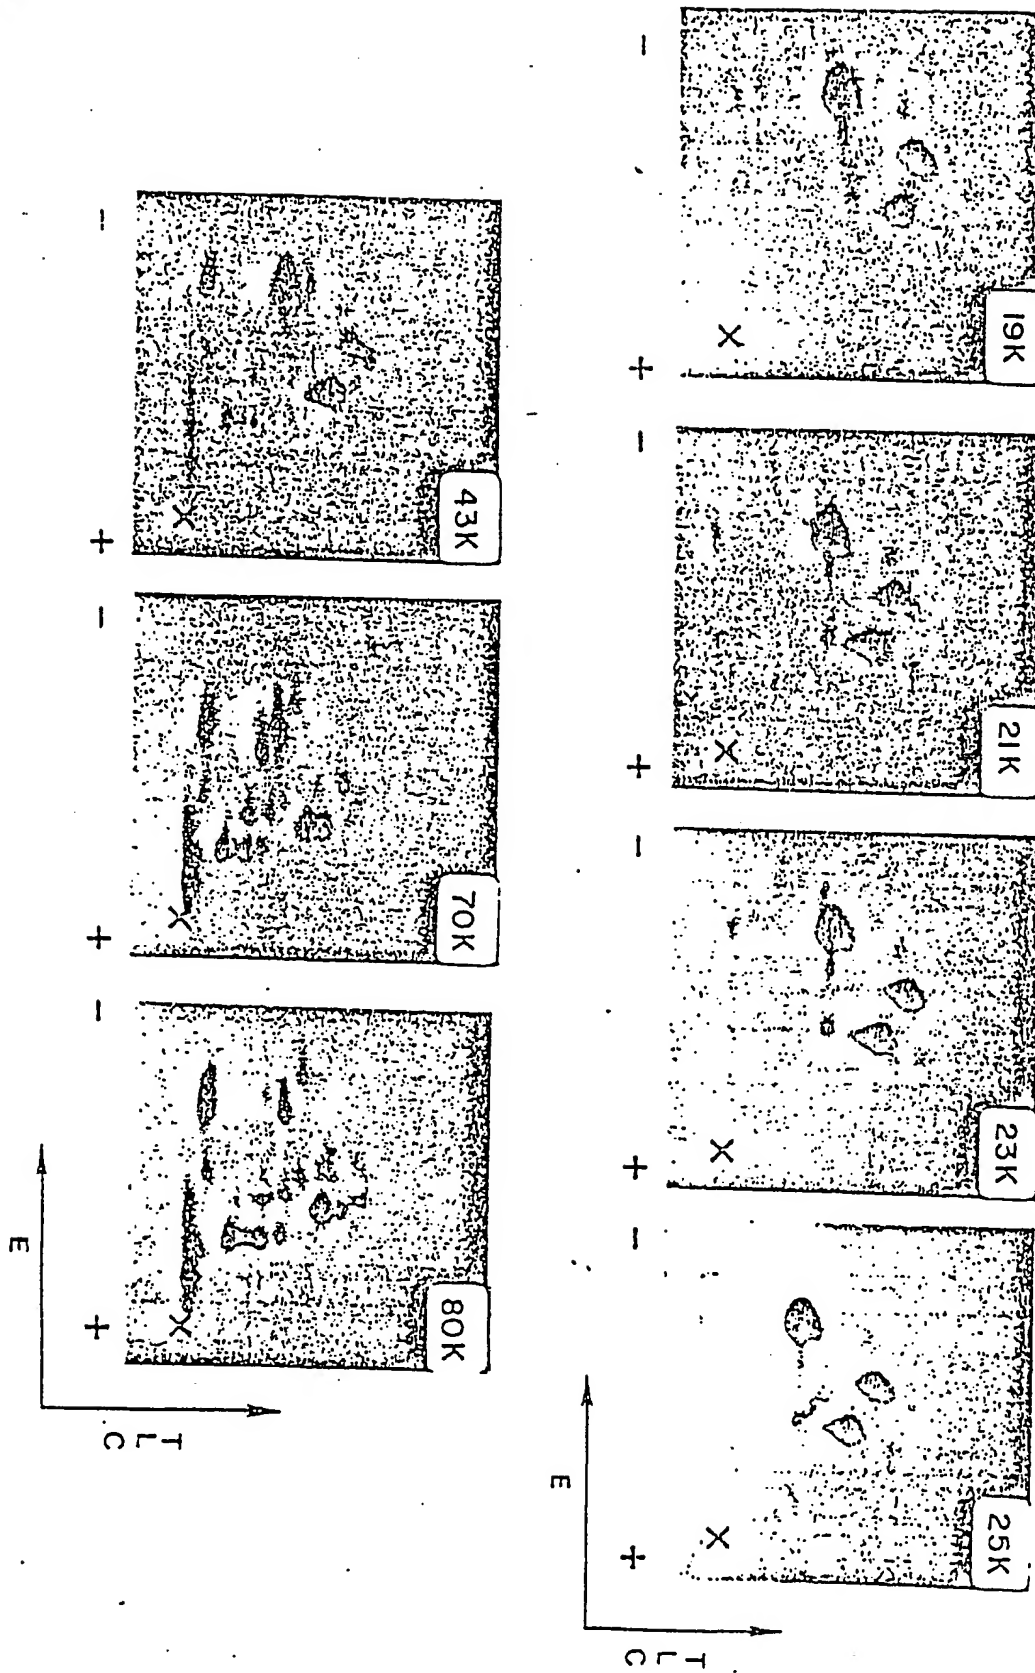 19K 21K 23K 25K
TLC
X X X X
- + - + - + - +
E
43K 70K 80K
TLC
X X X
- + - + - +
E